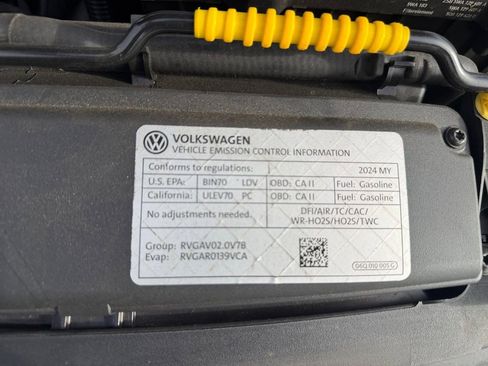 VOLKSWAGEN
VEHICLE EMISSION CONTROL INFORMATION
Conforms to regulations: 2024 MY
U.S. EPA: BIN70 LDV OBD: CA II Fuel: Gasoline
California: ULEV70 PC OBD: CA II Fuel: Gasoline
No adjustments needed. DFI/AIR/TC/CAC/
WR-HO2S/HO2S/TWC
Group: RVGAV02.0V7B
Evap: RVGAR0139VCA
06Q 010 005 G